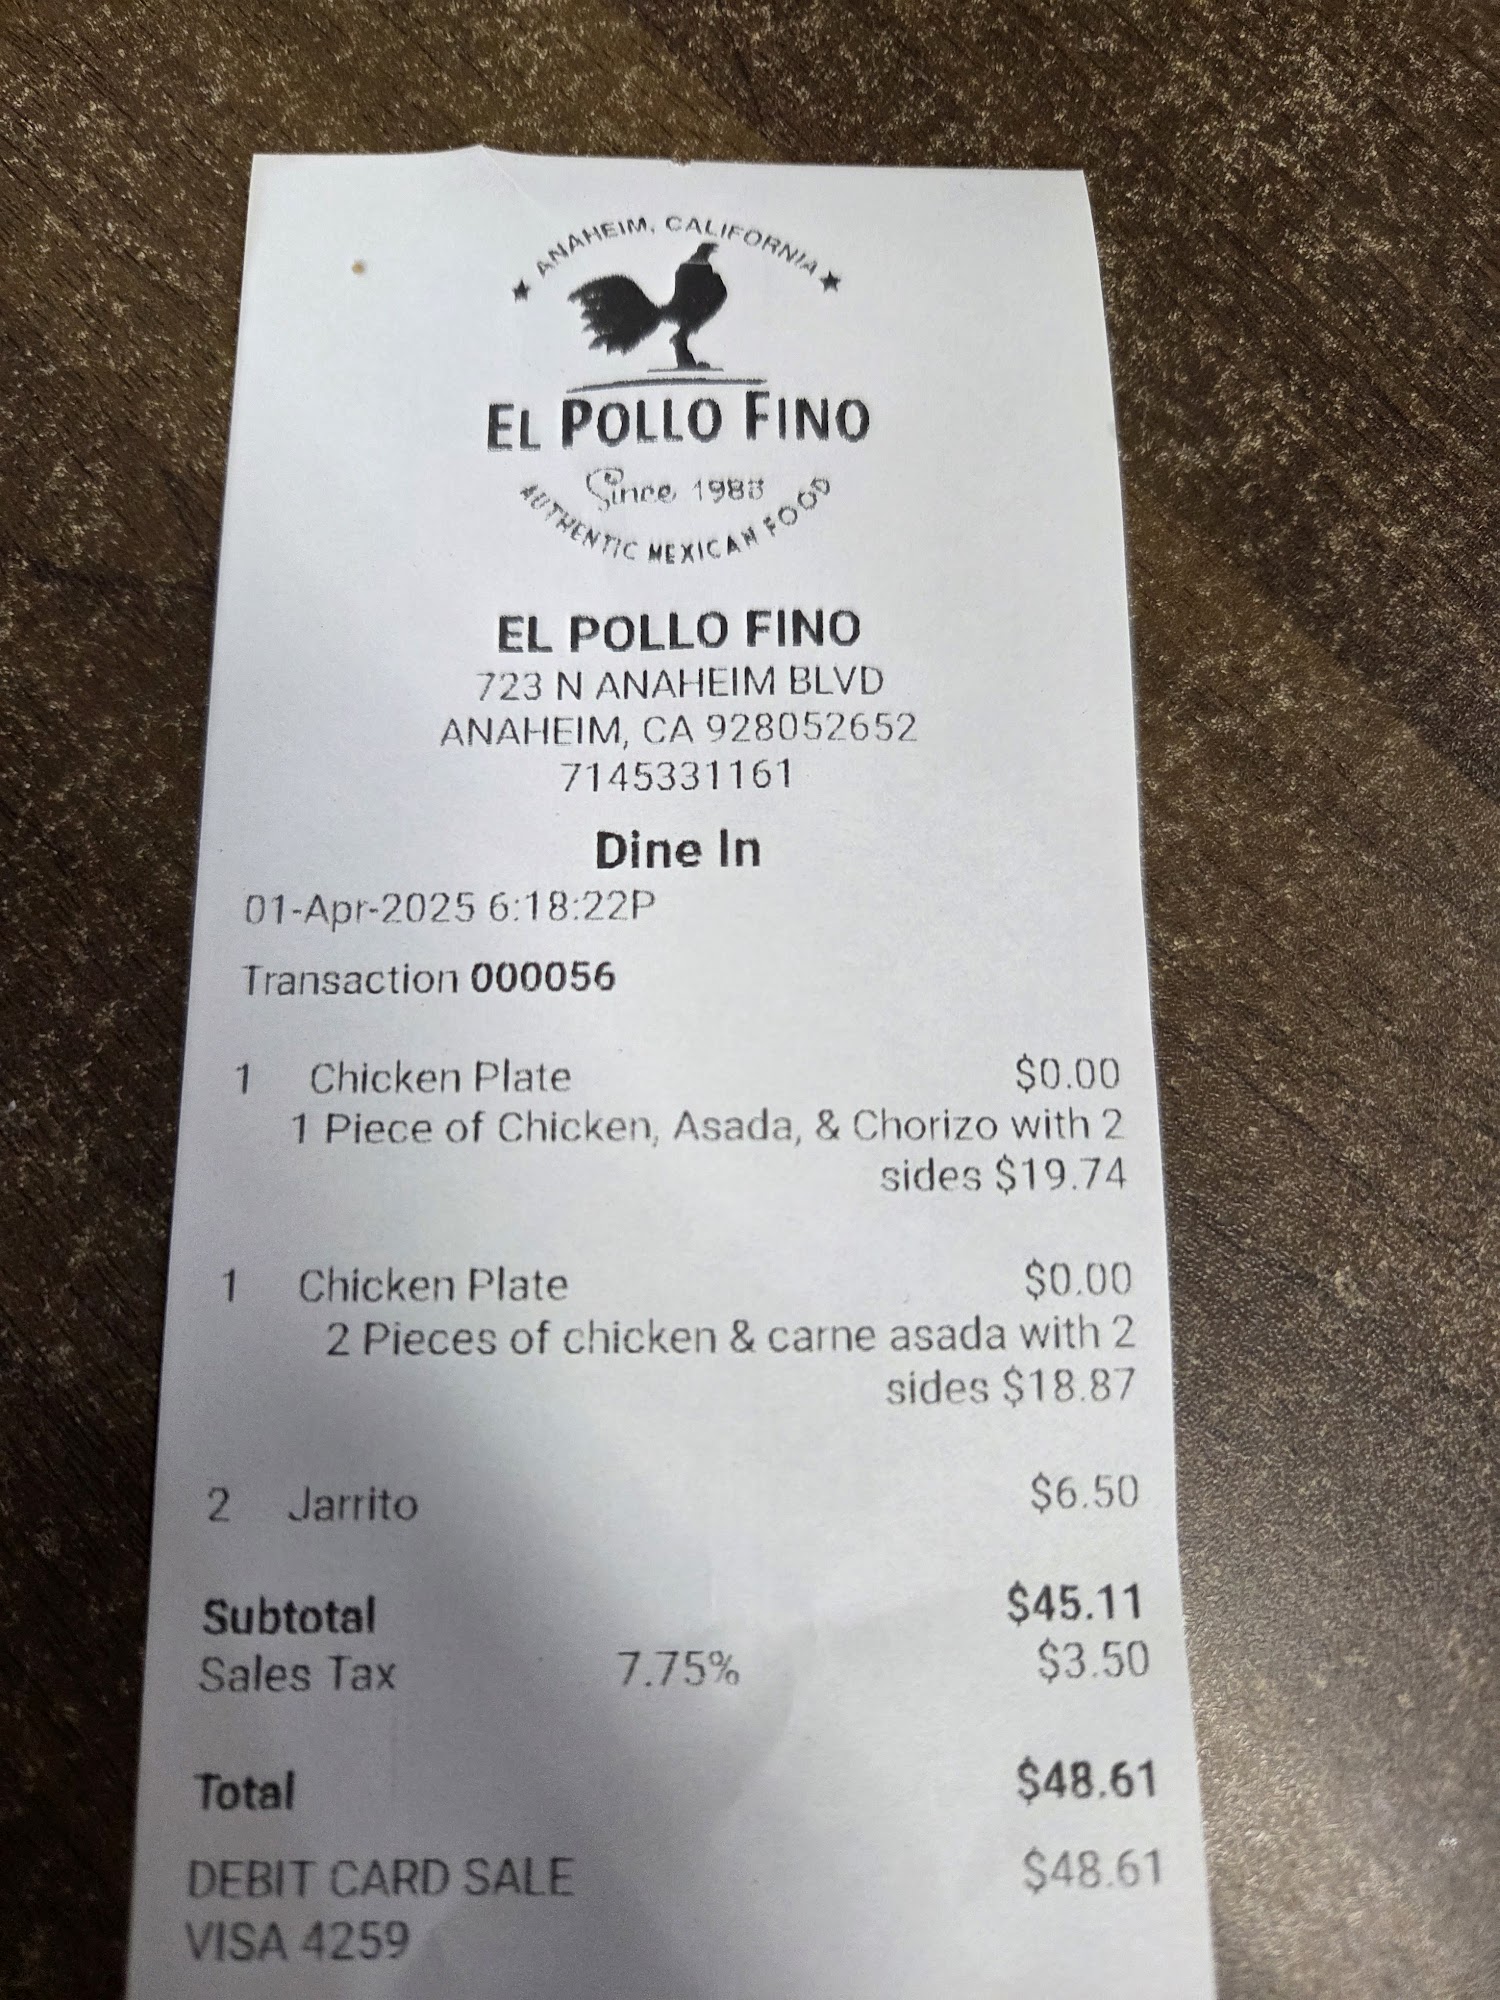 ANAHEIM, CALIFORNIA
EL POLLO FINO
Since 1983
AUTHENTIC MEXICAN FOOD
EL POLLO FINO
723 N ANAHEIM BLVD
ANAHEIM, CA 928052652
7145331161
Dine In
01-Apr-2025 6:18:22P
Transaction 000056
1 Chicken Plate $0.00
1 Piece of Chicken, Asada, & Chorizo with 2
sides $19.74
1 Chicken Plate $0.00
2 Pieces of chicken & carne asada with 2
sides $18.87
2 Jarrito $6.50
Subtotal $45.11
Sales Tax 7.75% $3.50
Total $48.61
DEBIT CARD SALE $48.61
VISA 4259